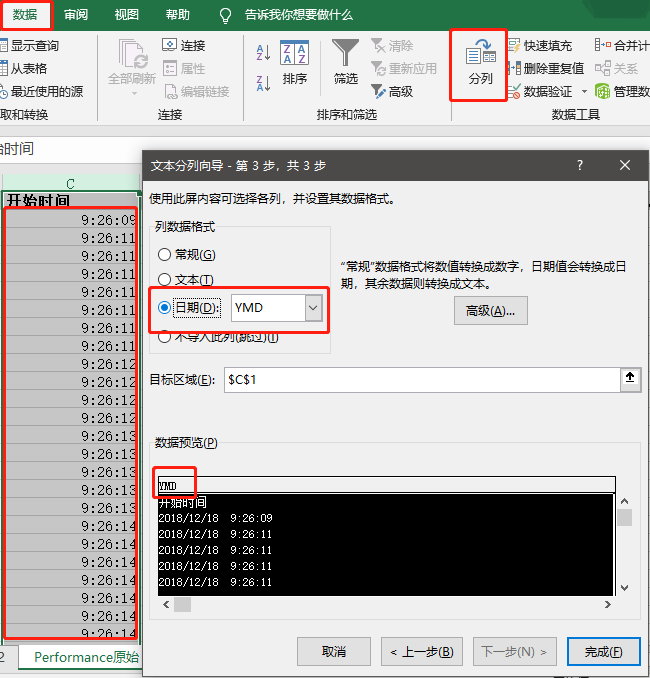 数据 审阅 视图 帮助 告诉我你想要做什么
显示查询 连接 清除 快速填充 合并计
从表格 全部刷新 属性 排序 筛选 重新应用 分列 删除重复值 关系
最近使用的源 编辑链接 高级 数据验证 管理数
取和转换 连接 排序和筛选 数据工具
时间
C
开始时间
9:26:09
9:26:11
9:26:11
9:26:11
9:26:11
9:26:11
9:26:11
9:26:11
9:26:12
9:26:12
9:26:12
9:26:12
9:26:13
9:26:13
9:26:13
9:26:13
9:26:13
9:26:14
9:26:14
9:26:14
9:26:14
9:26:14
9:26:14
9:26:14
2 Performance原始
文本分列向导 - 第 3 步，共 3 步 ?
使用此屏内容可选择各列，并设置其数据格式。
列数据格式
常规(G)
文本(T)
日期(D): YMD
不导入此列(跳过)(I)
“常规”数据格式将数值转换成数字，日期值会转换成日
期，其余数据则转换成文本。
高级(A)...
目标区域(E): $C$1
数据预览(P)
YMD
开始时间
2018/12/18 9:26:09
2018/12/18 9:26:11
2018/12/18 9:26:11
2018/12/18 9:26:11
2018/12/18 9:26:11
取消 < 上一步(B) 下一步(N) > 完成(F)